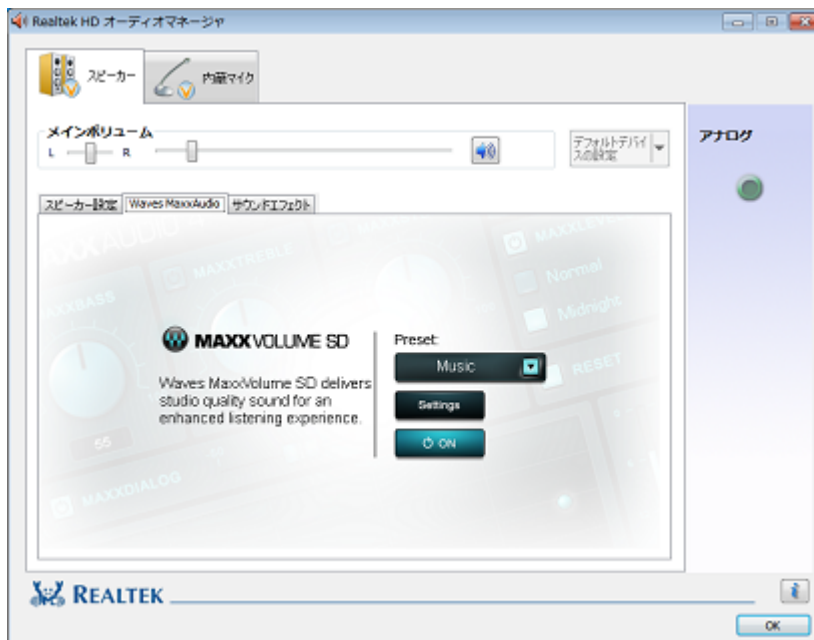 Realtek HD オーディオマネージャ
スピーカー
内蔵マイク
メインボリューム
L
R
デフォルトデバイ
スの設定
アナログ
スピーカー設定
Waves MaxxAudio
サウンドエフェクト
MAXXTREBLE
MAXXBASS
Normal
Midnight
RESET
55
MAXXDIALOG
MAXXVOLUME SD
Waves MaxxVolume SD delivers
studio quality sound for an
enhanced listening experience.
Preset:
Music
Settings
ON
REALTEK
i
OK